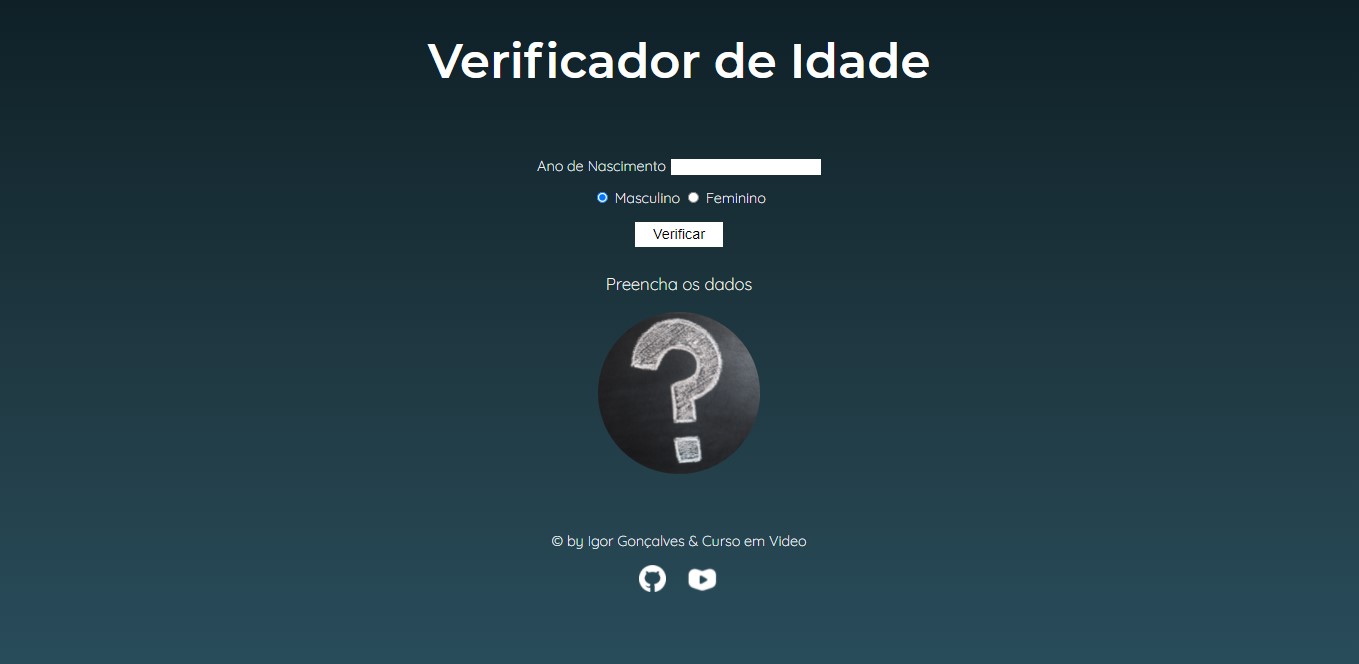 Verificador de Idade
Ano de Nascimento
Masculino Feminino
Verificar
Preencha os dados
?
© by Igor Gonçalves & Curso em Video